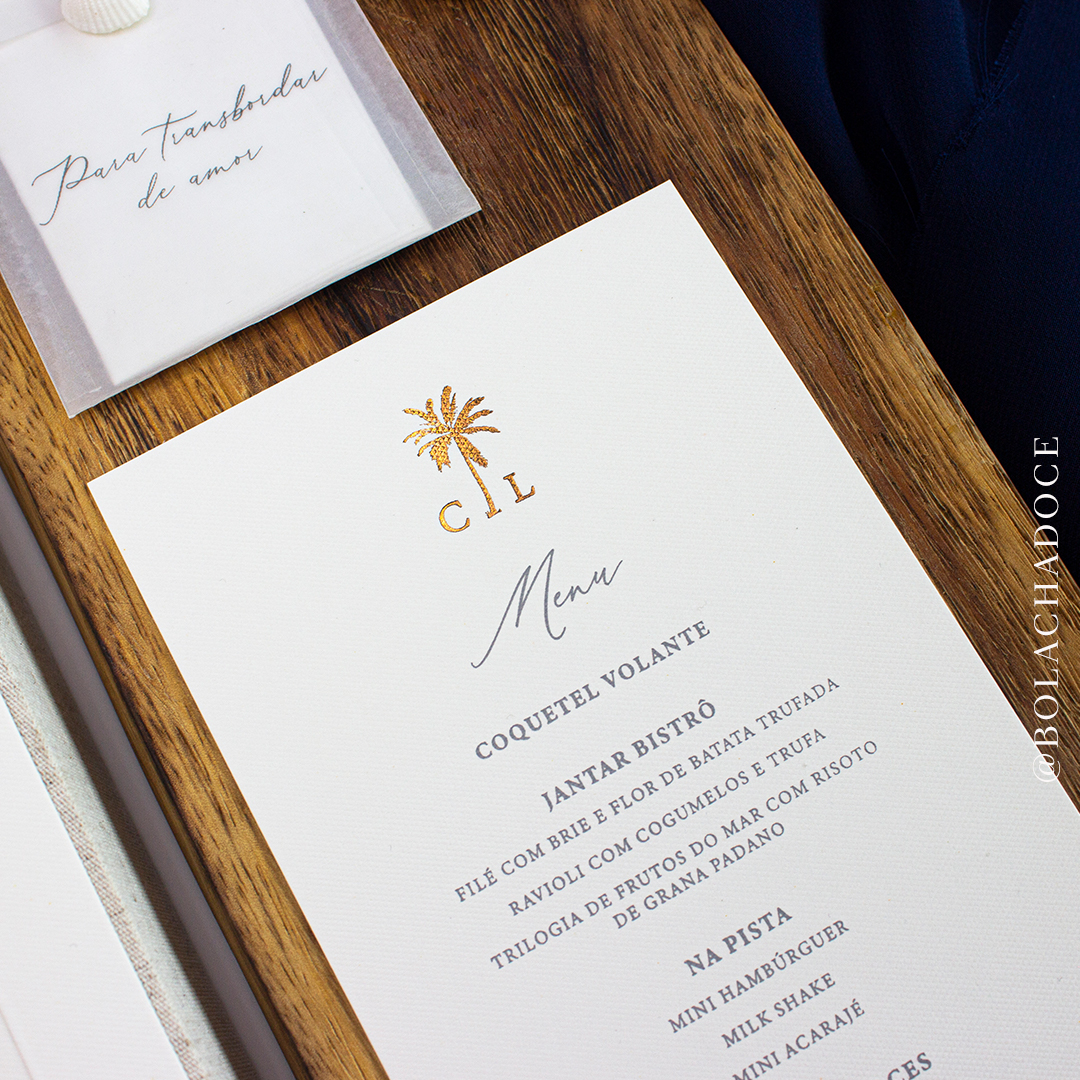 Para transbordar
de amor
C L
Menu
COQUETEL VOLANTE
JANTAR BISTRÔ
FILÉ COM BRIE E FLOR DE BATATA TRUFADA
RAVIOLI COM COGUMELOS E TRUFA
TRILOGIA DE FRUTOS DO MAR COM RISOTO
DE GRANA PADANO
NA PISTA
MINI HAMBÚRGUER
MILK SHAKE
MINI ACARAJÉ
@BOLACHADOCE